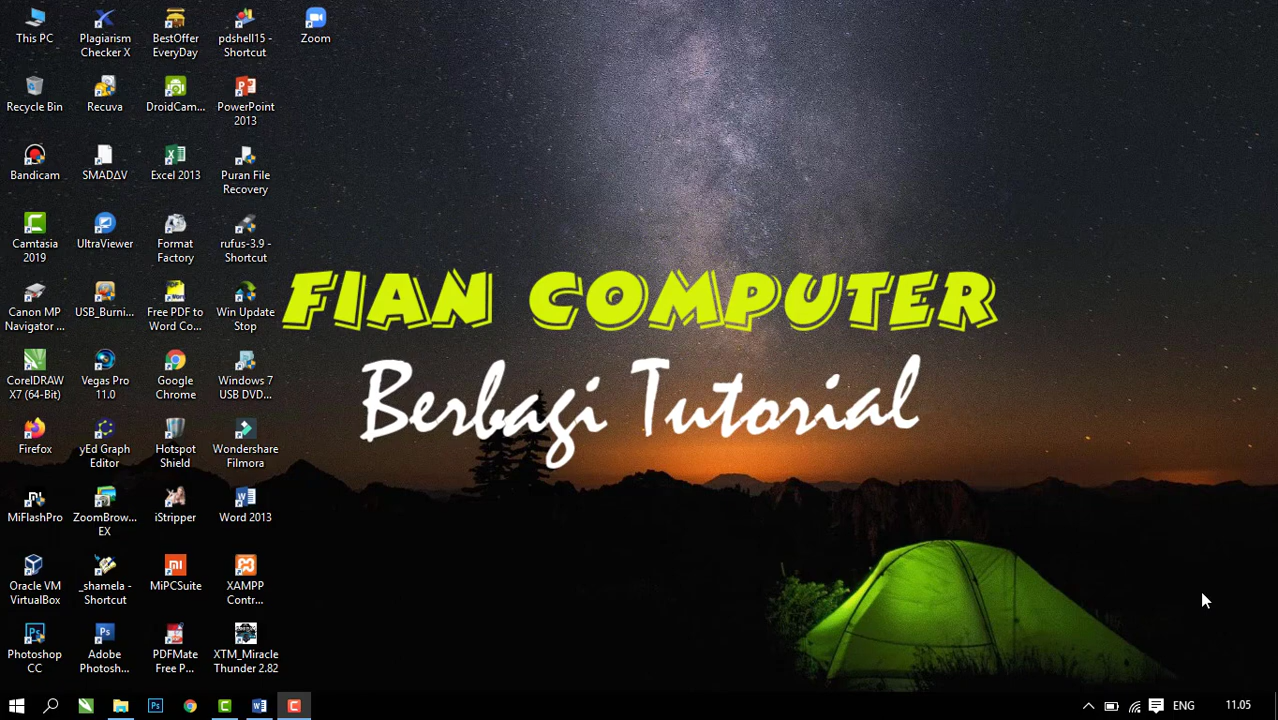 This PC
Plagiarism
Checker X
BestOffer
EveryDay
pdshell15 -
Shortcut
Zoom
Recycle Bin
Recuva
DroidCam...
PowerPoint
2013
Bandicam
SMADΔV
Excel 2013
Puran File
Recovery
Camtasia
2019
UltraViewer
Format
Factory
rufus-3.9 -
Shortcut
Canon MP
Navigator ...
USB_Burni...
Free PDF to
Word Co...
Win Update
Stop
CorelDRAW
X7 (64-Bit)
Vegas Pro
11.0
Google
Chrome
Windows 7
USB DVD...
Firefox
yEd Graph
Editor
Hotspot
Shield
Wondershare
Filmora
MiFlashPro
ZoomBrow...
EX
iStripper
Word 2013
Oracle VM
VirtualBox
_shamela -
Shortcut
MiPCSuite
XAMPP
Contr...
Photoshop
CC
Adobe
Photosh...
PDFMate
Free P...
XTM_Miracle
Thunder 2.82
FIAN COMPUTER
Berbagi Tutorial
ENG
11.05